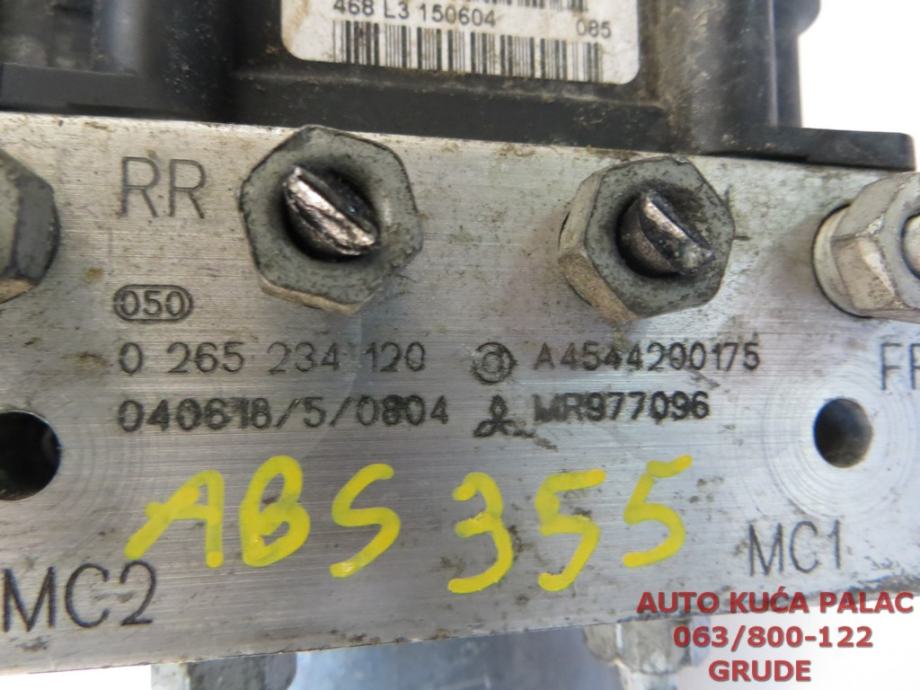 468 L3 150604 085
RR
050
0 265 234 120 A4544200175
FR
040618/5/0804 MR977096
ABS 355
MC1
MC2
AUTO KUĆA PALAC
063/800-122
GRUDE